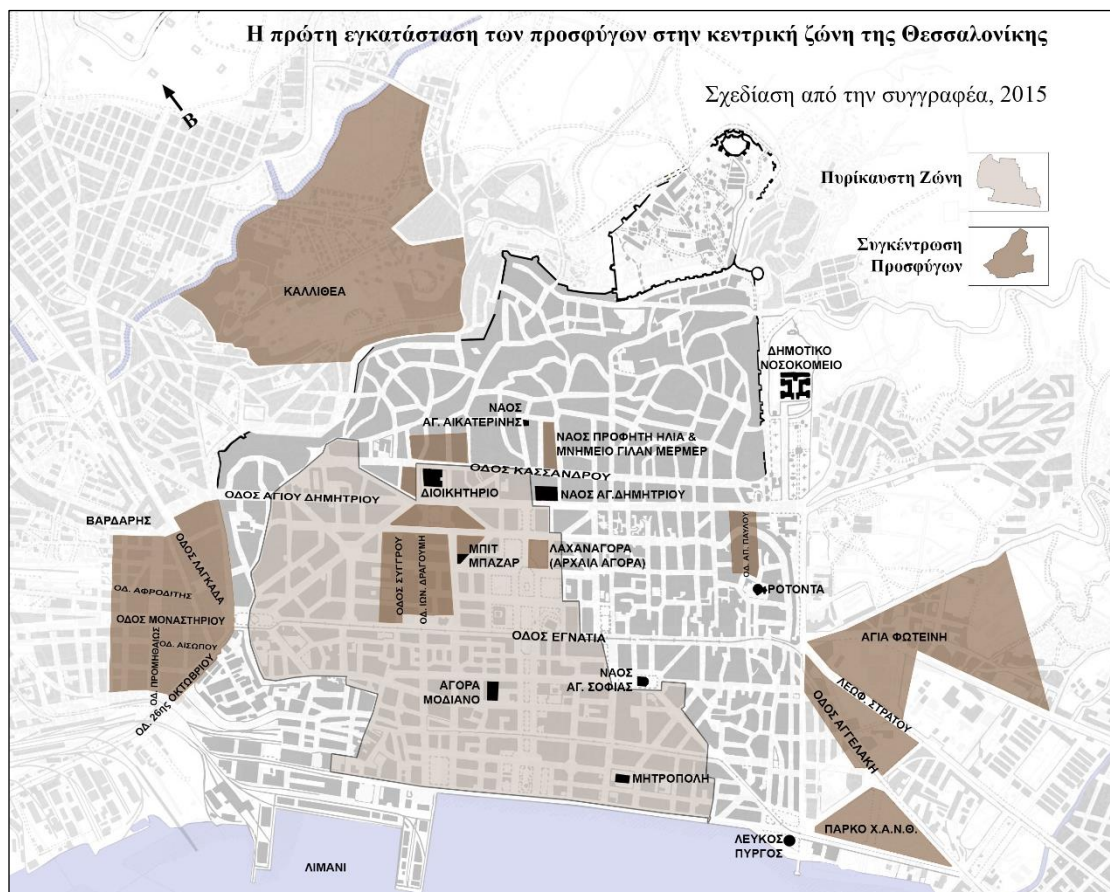 Η πρώτη εγκατάσταση των προσφύγων στην κεντρική ζώνη της Θεσσαλονίκης
Σχεδίαση από την συγγραφέα, 2015
Β
Πυρίκαυστη Ζώνη
Συγκέντρωση
Προσφύγων
ΚΑΛΛΙΘΕΑ
ΔΗΜΟΤΙΚΟ
ΝΟΣΟΚΟΜΕΙΟ
ΝΑΟΣ
ΑΓ. ΑΙΚΑΤΕΡΙΝΗΣ
ΝΑΟΣ ΠΡΟΦΗΤΗ ΗΛΙΑ &
ΜΝΗΜΕΙΟ ΓΙΛΑΝ ΜΕΡΜΕΡ
ΟΔΟΣ ΚΑΣΣΑΝΔΡΟΥ
ΟΔΟΣ ΑΓΙΟΥ ΔΗΜΗΤΡΙΟΥ
ΔΙΟΙΚΗΤΗΡΙΟ
ΝΑΟΣ ΑΓ.ΔΗΜΗΤΡΙΟΥ
ΒΑΡΔΑΡΗΣ
ΟΔΟΣ ΛΑΓΚΑΔΑ
ΜΠΙΤ
ΜΠΑΖΑΡ
ΛΑΧΑΝΑΓΟΡΑ
(ΑΡΧΑΙΑ ΑΓΟΡΑ)
ΟΔ. ΑΠ. ΠΑΥΛΟΥ
ΟΔΟΣ ΣΥΓΓΡΟΥ
ΟΔ. ΙΩΝ. ΔΡΑΓΟΥΜΗ
ΡΟΤΟΝΤΑ
ΟΔ. ΑΦΡΟΔΙΤΗΣ
ΟΔΟΣ ΜΟΝΑΣΤΗΡΙΟΥ
ΟΔ. ΑΙΣΩΠΟΥ
ΟΔ. ΠΡΟΜΗΘΕΩΣ
ΟΔ. 26ης ΟΚΤΩΒΡΙΟΥ
ΟΔΟΣ ΕΓΝΑΤΙΑ
ΑΓΙΑ ΦΩΤΕΙΝΗ
ΝΑΟΣ
ΑΓ. ΣΟΦΙΑΣ
ΑΓΟΡΑ
ΜΟΔΙΑΝΟ
ΛΕΩΦ. ΣΤΡΑΤΟΥ
ΟΔΟΣ ΑΓΓΕΛΑΚΗ
ΜΗΤΡΟΠΟΛΗ
ΠΑΡΚΟ Χ.Α.Ν.Θ.
ΛΕΥΚΟΣ
ΠΥΡΓΟΣ
ΛΙΜΑΝΙ